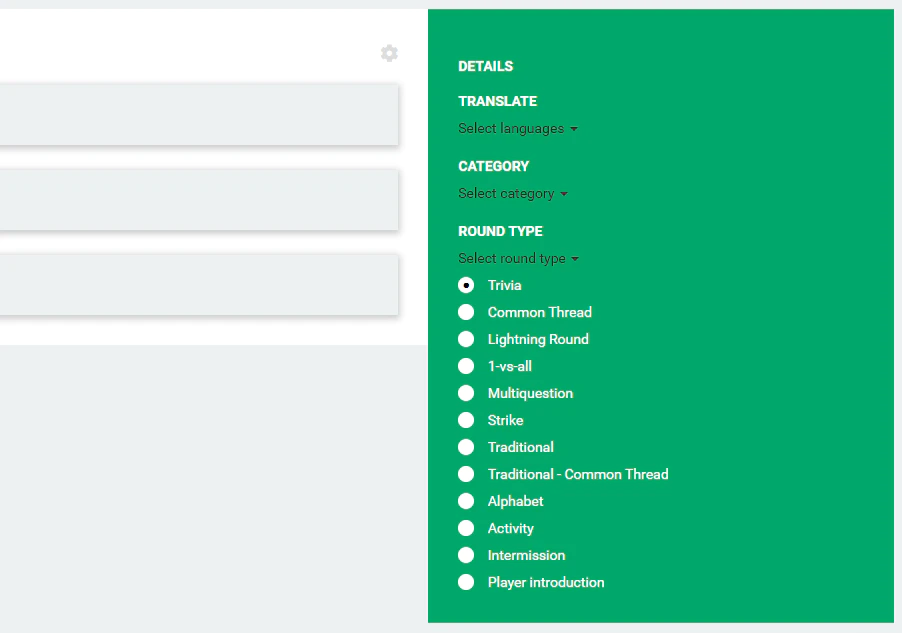 DETAILS
TRANSLATE
Select languages
CATEGORY
Select category
ROUND TYPE
Select round type
Trivia
Common Thread
Lightning Round
1-vs-all
Multiquestion
Strike
Traditional
Traditional - Common Thread
Alphabet
Activity
Intermission
Player introduction